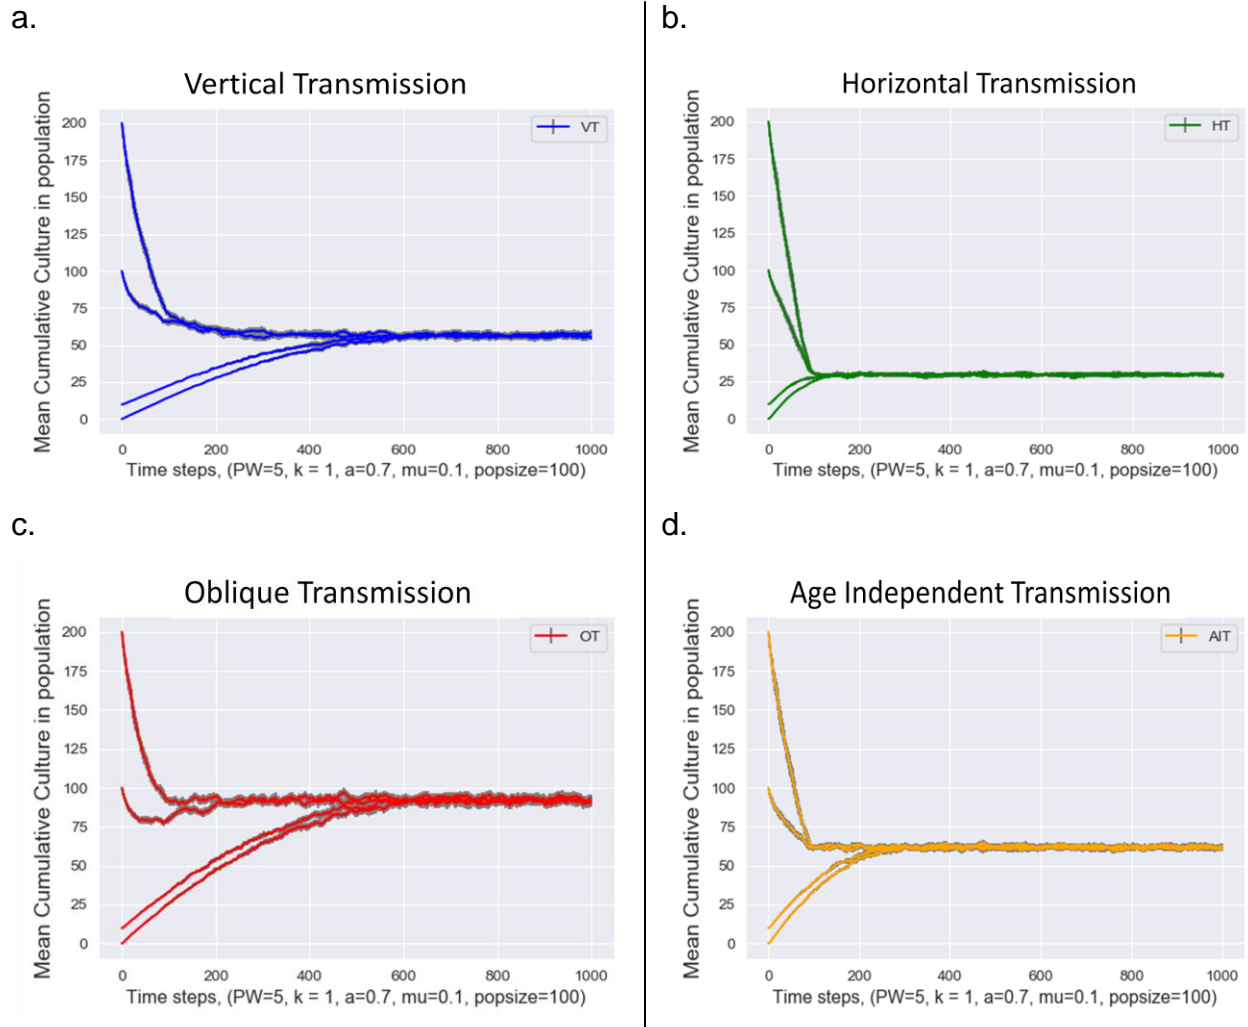 a.
Vertical Transmission
Mean Cumulative Culture in population
200
175
150
125
100
75
50
25
0
VT
0 200 400 600 800 1000
Time steps, (PW=5, k = 1, a=0.7, mu=0.1, popsize=100)
b.
Horizontal Transmission
Mean Cumulative Culture in population
200
175
150
125
100
75
50
25
0
HT
0 200 400 600 800 1000
Time steps, (PW=5, k = 1, a=0.7, mu=0.1, popsize=100)
c.
Oblique Transmission
Mean Cumulative Culture in population
200
175
150
125
100
75
50
25
0
OT
0 200 400 600 800 1000
Time steps, (PW=5, k = 1, a=0.7, mu=0.1, popsize=100)
d.
Age Independent Transmission
Mean Cumulative Culture in population
200
175
150
125
100
75
50
25
0
AIT
0 200 400 600 800 1000
Time steps, (PW=5, k = 1, a=0.7, mu=0.1, popsize=100)